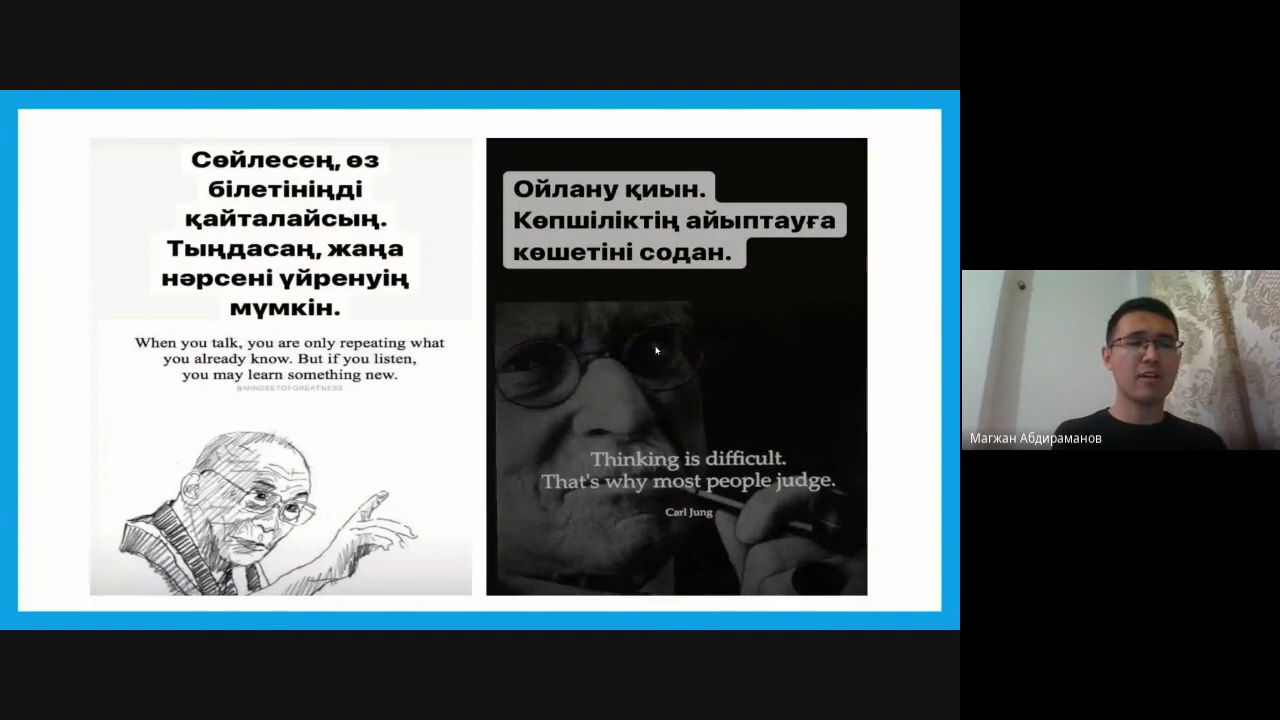 Сөйлесең, өз
білетініңді
қайталайсың.
Тыңдасаң, жаңа
нәрсені үйренуің
мүмкін.
When you talk, you are only repeating what
you already know. But if you listen,
you may learn something new.
@MINDSETOFGREATNESS
Ойлану қиын.
Көпшіліктің айыптауға
көшетіні содан.
Thinking is difficult.
That's why most people judge.
Carl Jung
Магжан Абдираманов